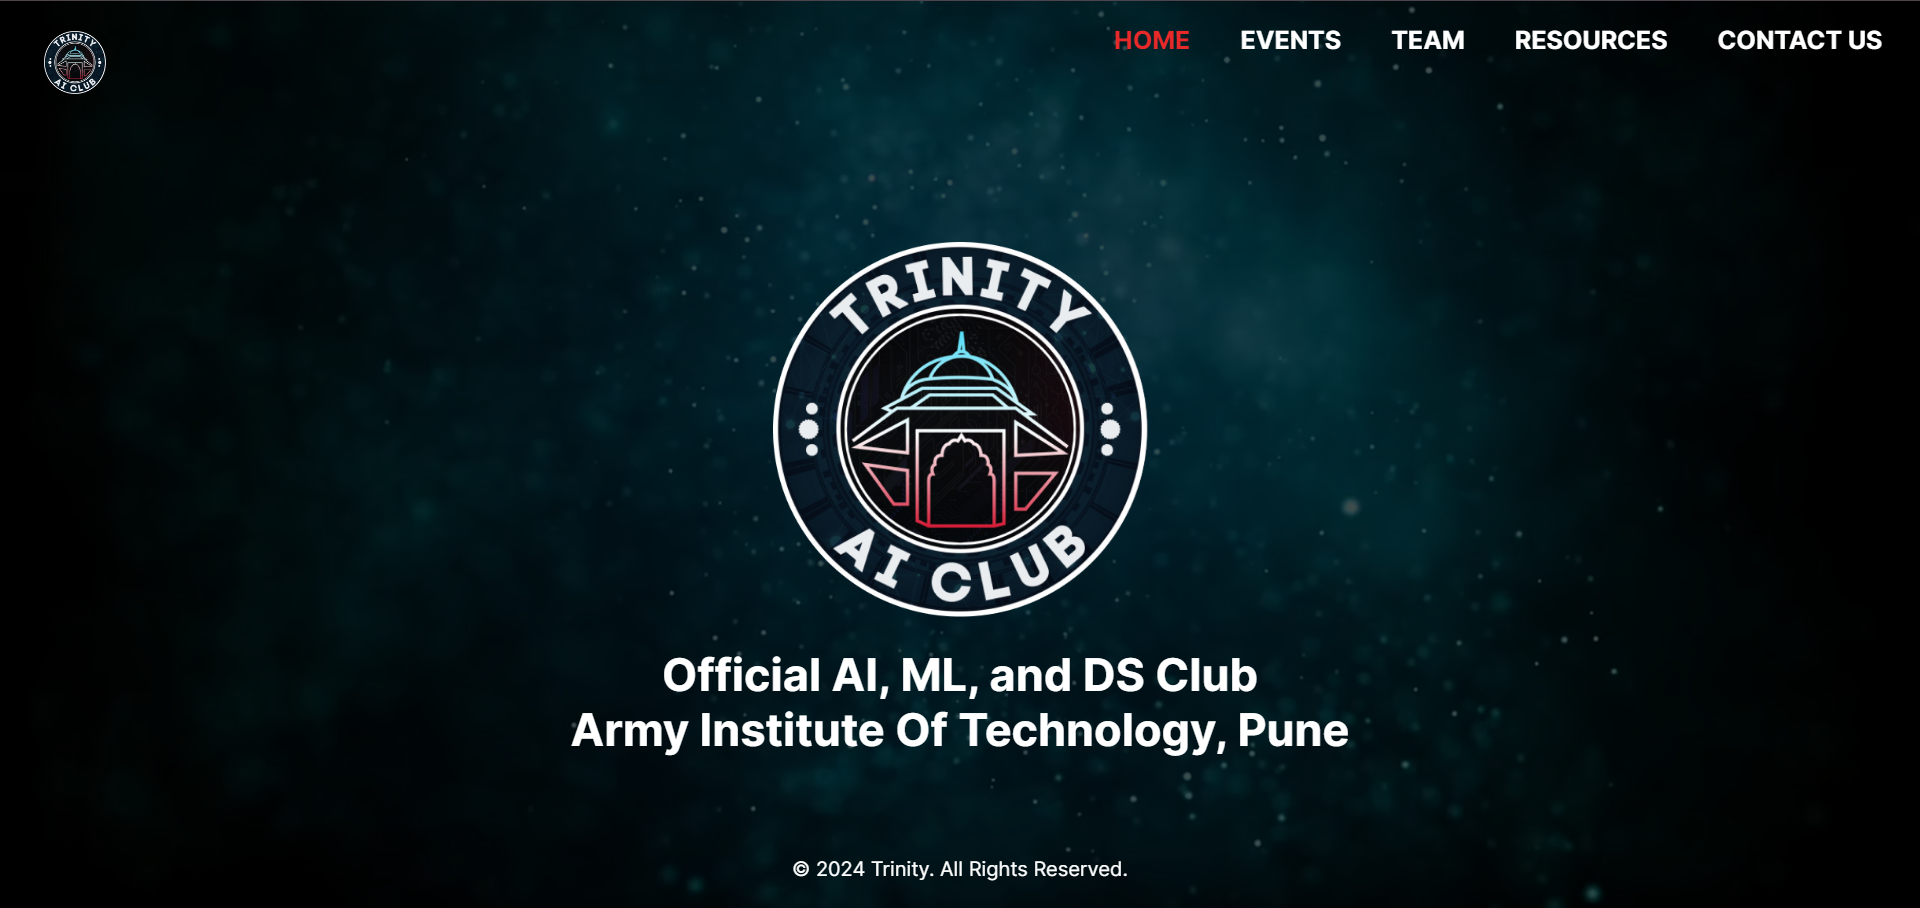 TRINITY
AI CLUB
HOME EVENTS TEAM RESOURCES CONTACT US
TRINITY
AI CLUB
Official AI, ML, and DS Club
Army Institute Of Technology, Pune
© 2024 Trinity. All Rights Reserved.